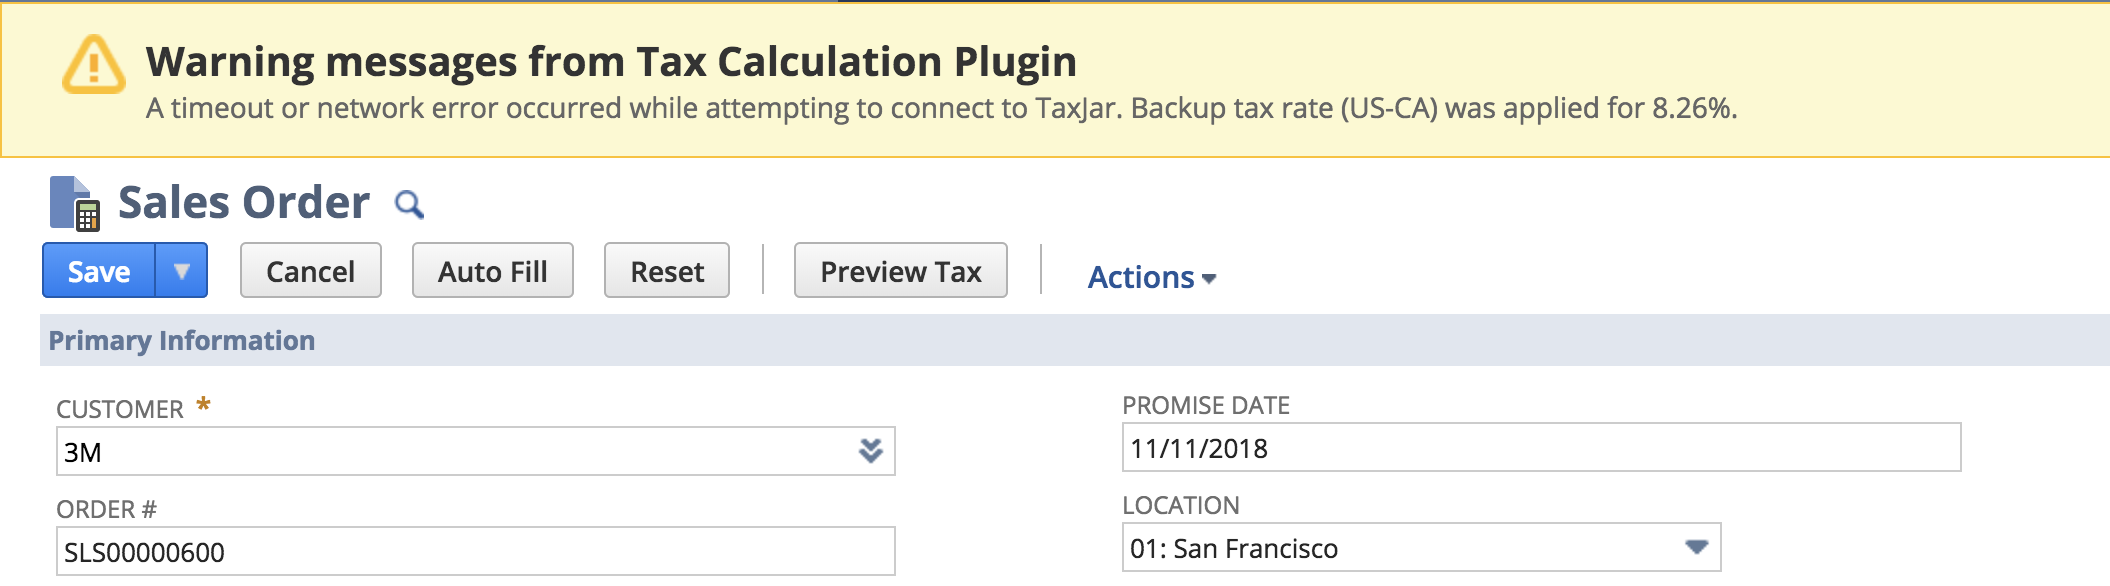 Warning messages from Tax Calculation Plugin
A timeout or network error occurred while attempting to connect to TaxJar. Backup tax rate (US-CA) was applied for 8.26%.
Sales Order
Save Cancel Auto Fill Reset Preview Tax Actions
Primary Information
CUSTOMER *
3M
ORDER #
SLS00000600
PROMISE DATE
11/11/2018
LOCATION
01: San Francisco